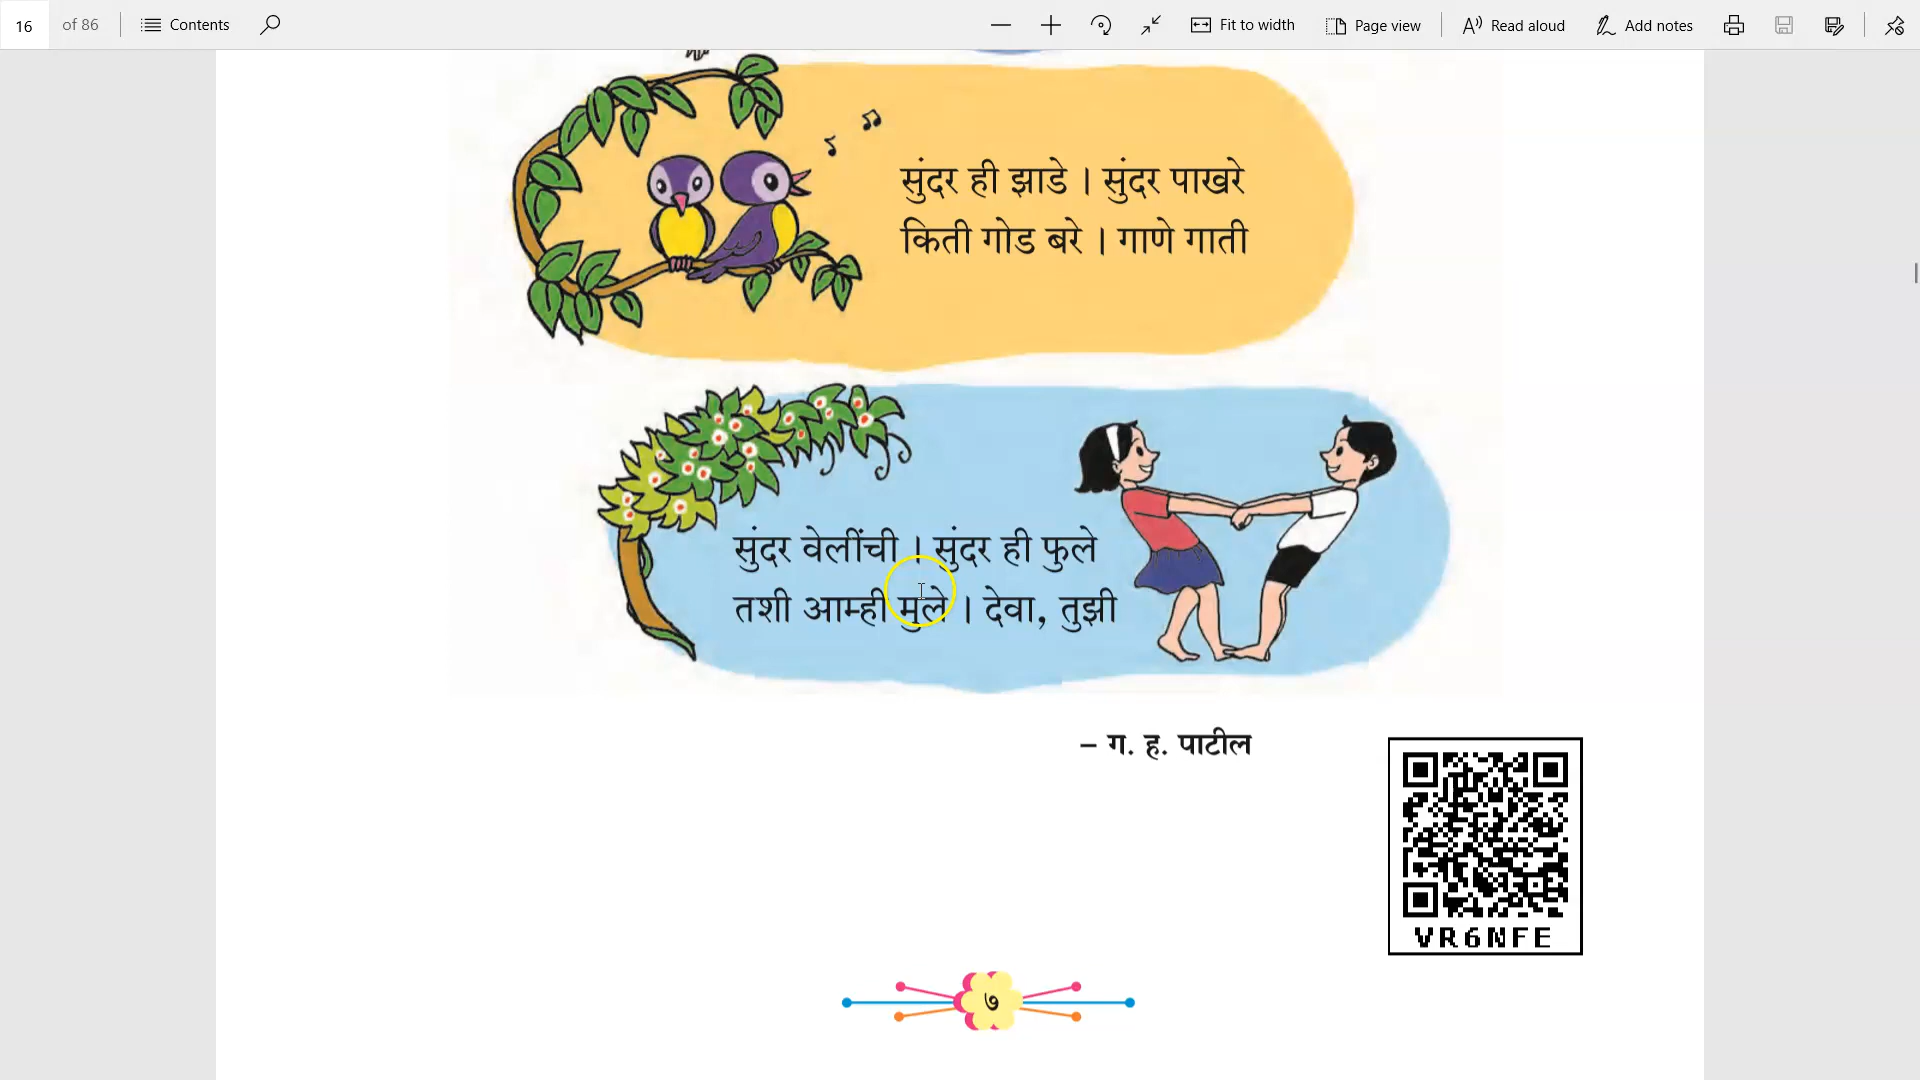 16 of 86 Contents Fit to width Page view Read aloud Add notes
सुंदर ही झाडे । सुंदर पाखरे
किती गोड बरे । गाणे गाती
सुंदर वेलींची । सुंदर ही फुले
तशी आम्ही मुले । देवा, तुझी
– ग. ह. पाटील
VR6NFE
७